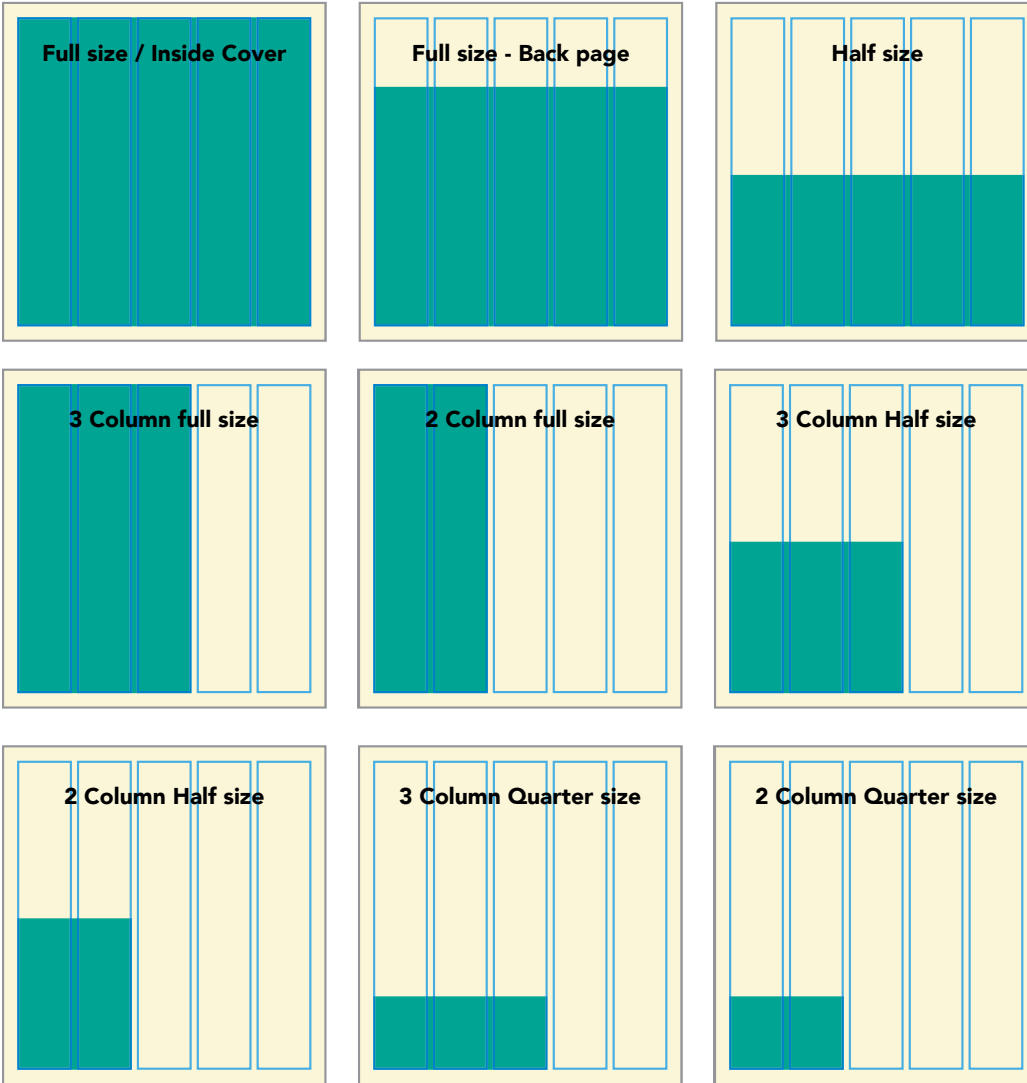 Full size / Inside Cover
Full size - Back page
Half size
3 Column full size
2 Column full size
3 Column Half size
2 Column Half size
3 Column Quarter size
2 Column Quarter size